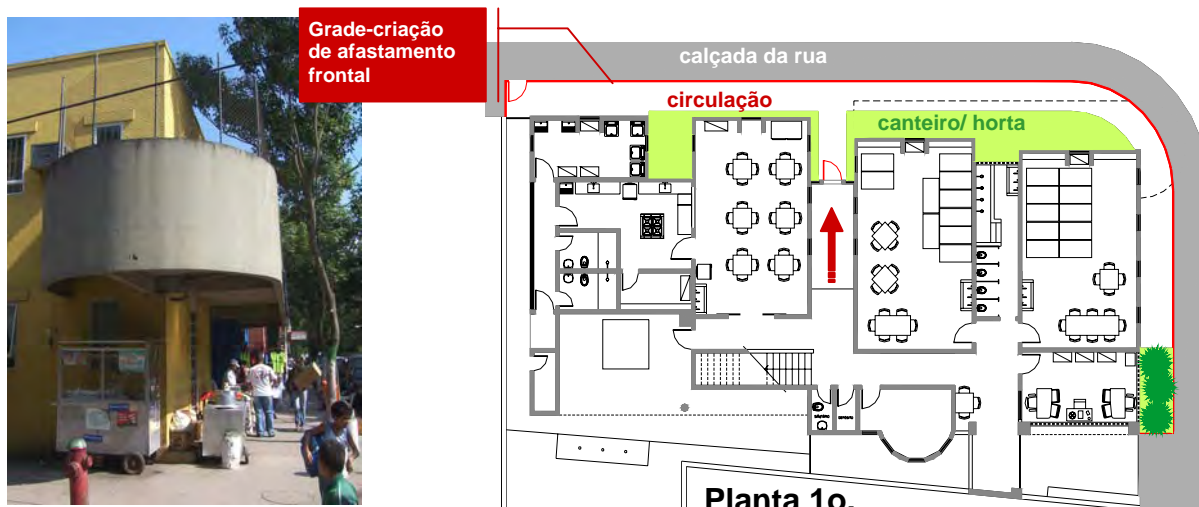 Grade-criação
de afastamento
frontal
calçada da rua
circulação
canteiro/ horta
Planta 1o.